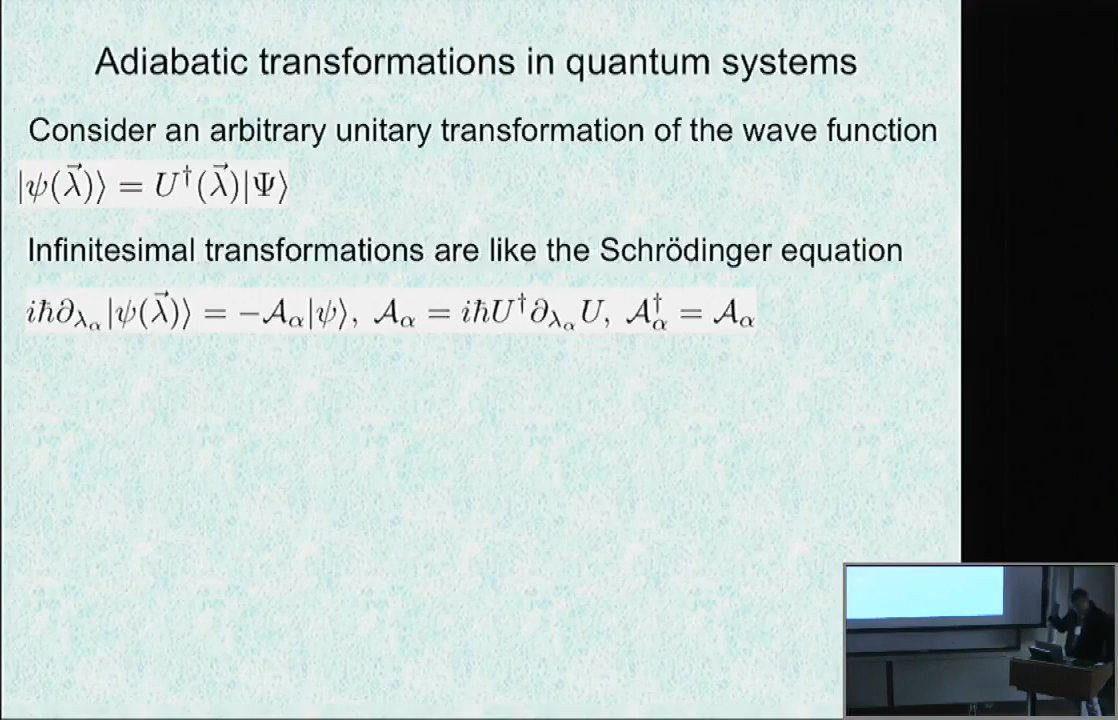 Adiabatic transformations in quantum systems
Consider an arbitrary unitary transformation of the wave function
|ψ(λ⃗)⟩ = U†(λ⃗)|Ψ⟩
Infinitesimal transformations are like the Schrödinger equation
iℏ∂_{λ_α}|ψ(λ⃗)⟩ = −𝒜_α|ψ⟩, 𝒜_α = iℏU†∂_{λ_α}U, 𝒜_α† = 𝒜_α